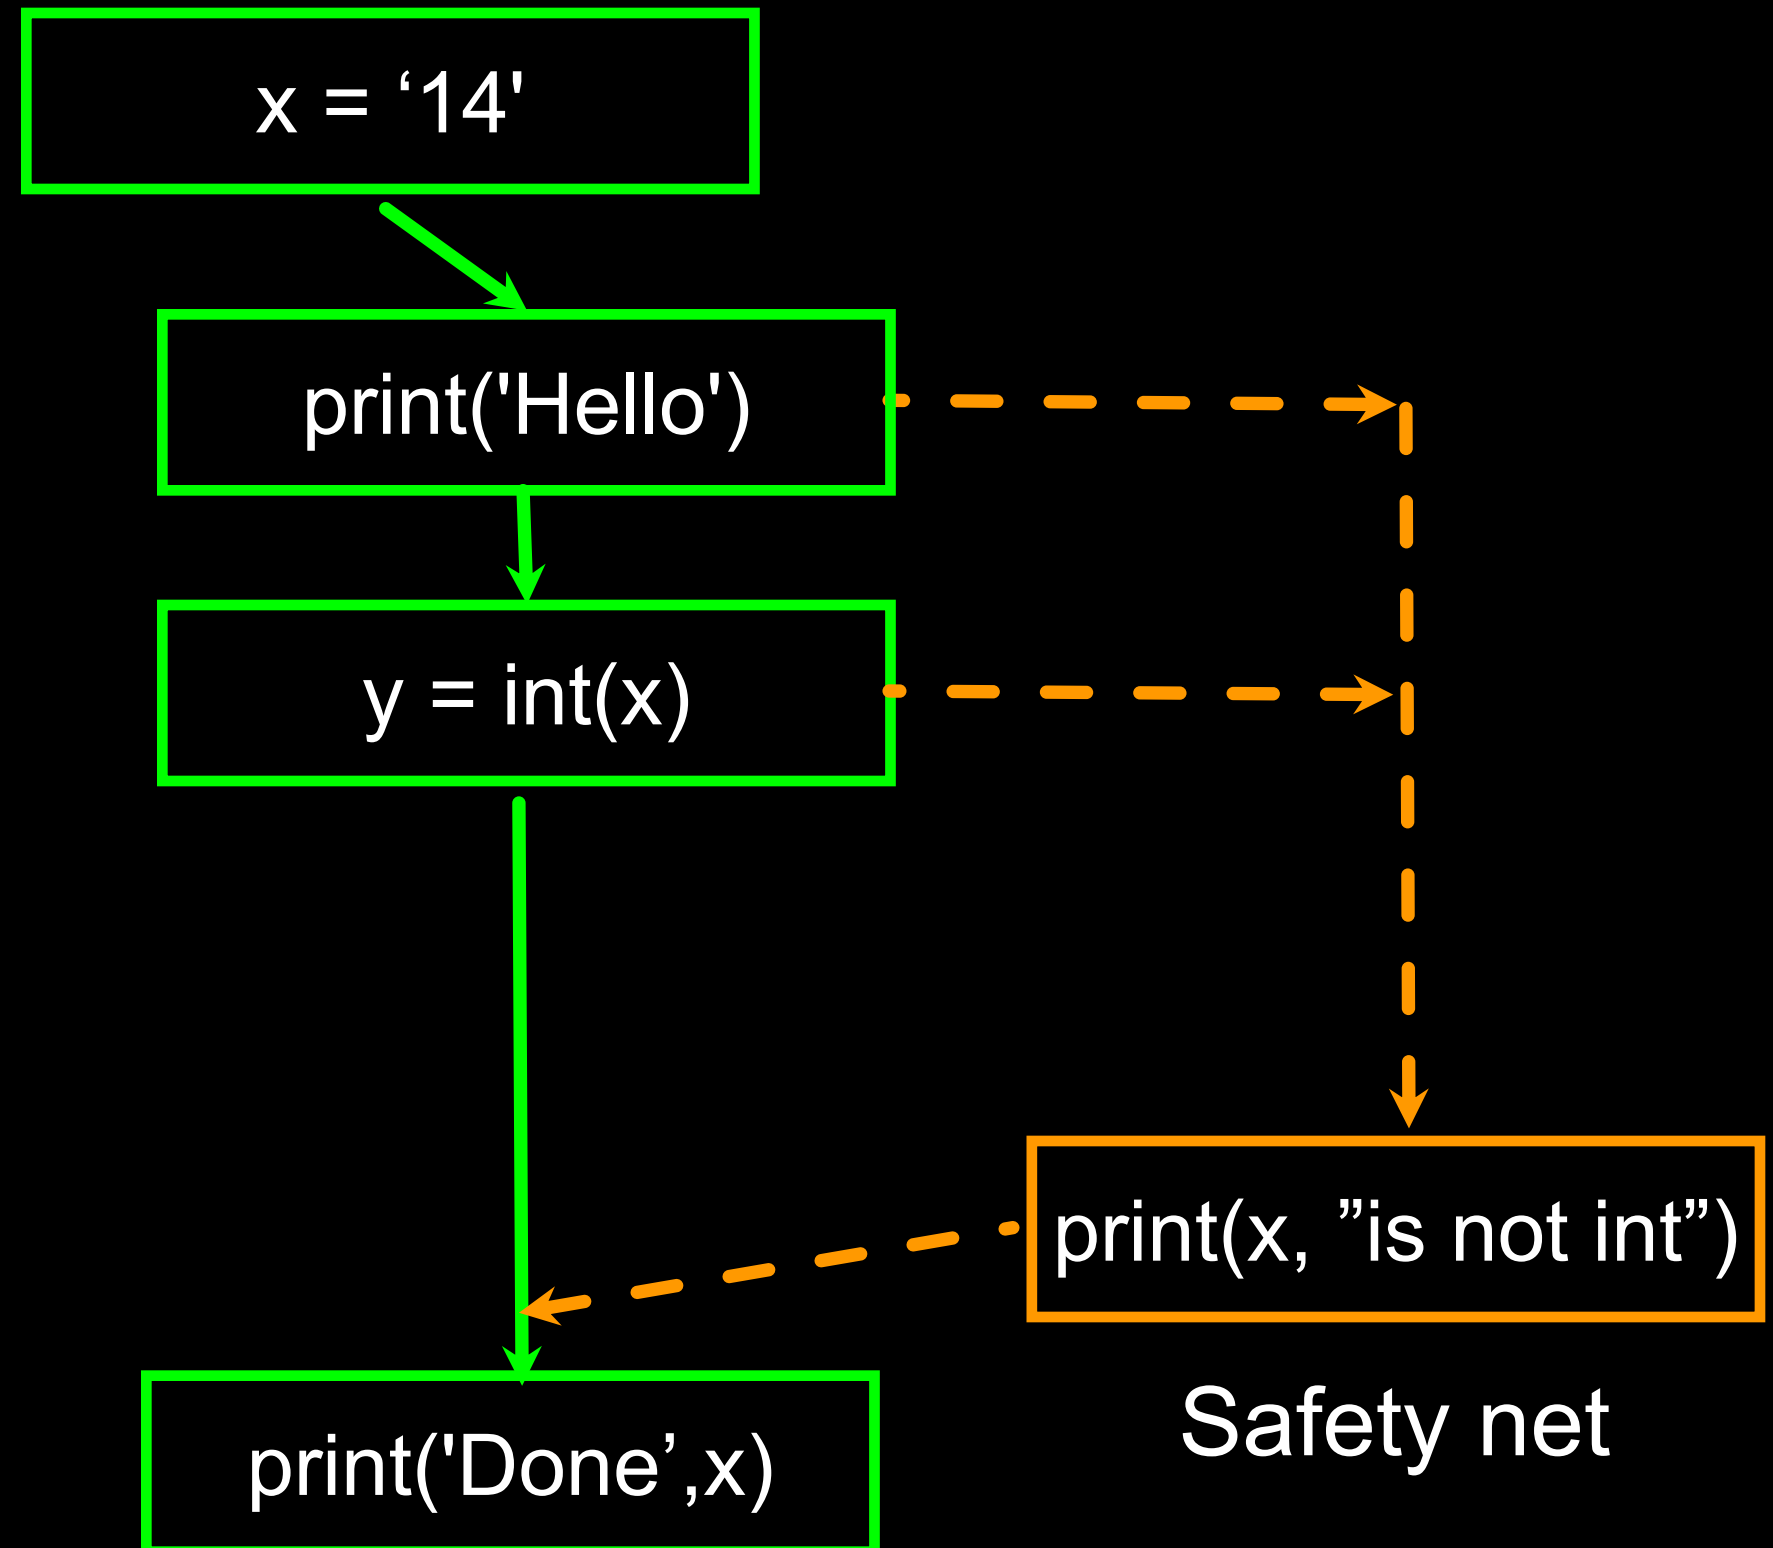 x = ‘14'
print('Hello')
y = int(x)
print(x, ”is not int”)
Safety net
print('Done’,x)